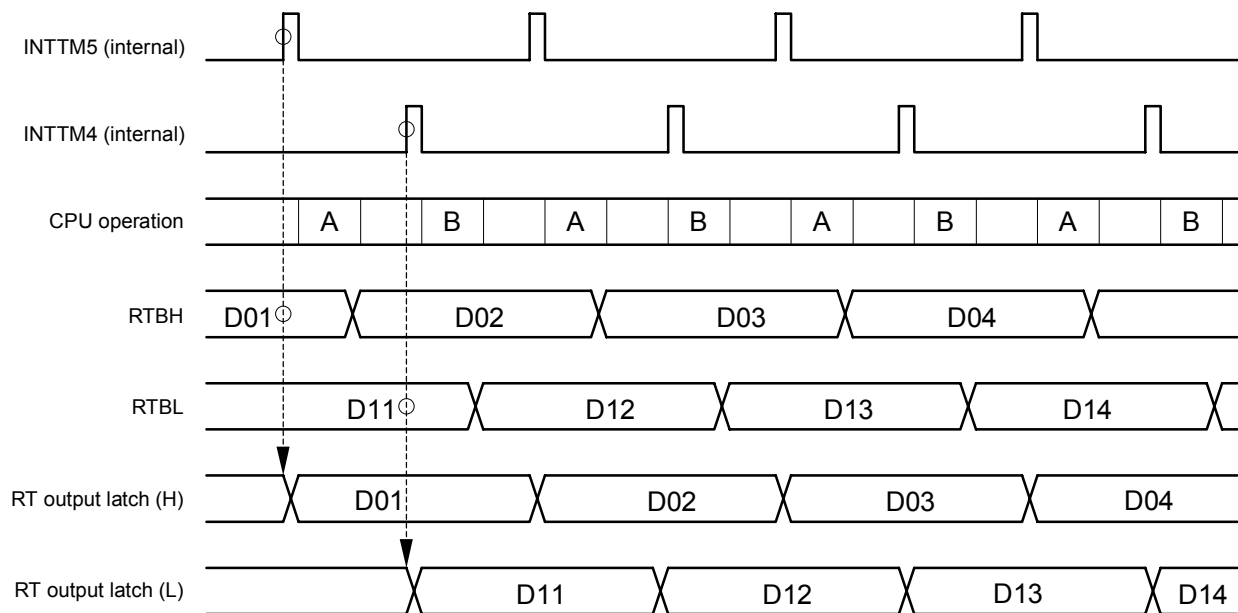 INTTM5 (internal)
INTTM4 (internal)
CPU operation A B A B A B A B
RTBH D01 D02 D03 D04
RTBL D11 D12 D13 D14
RT output latch (H) D01 D02 D03 D04
RT output latch (L) D11 D12 D13 D14